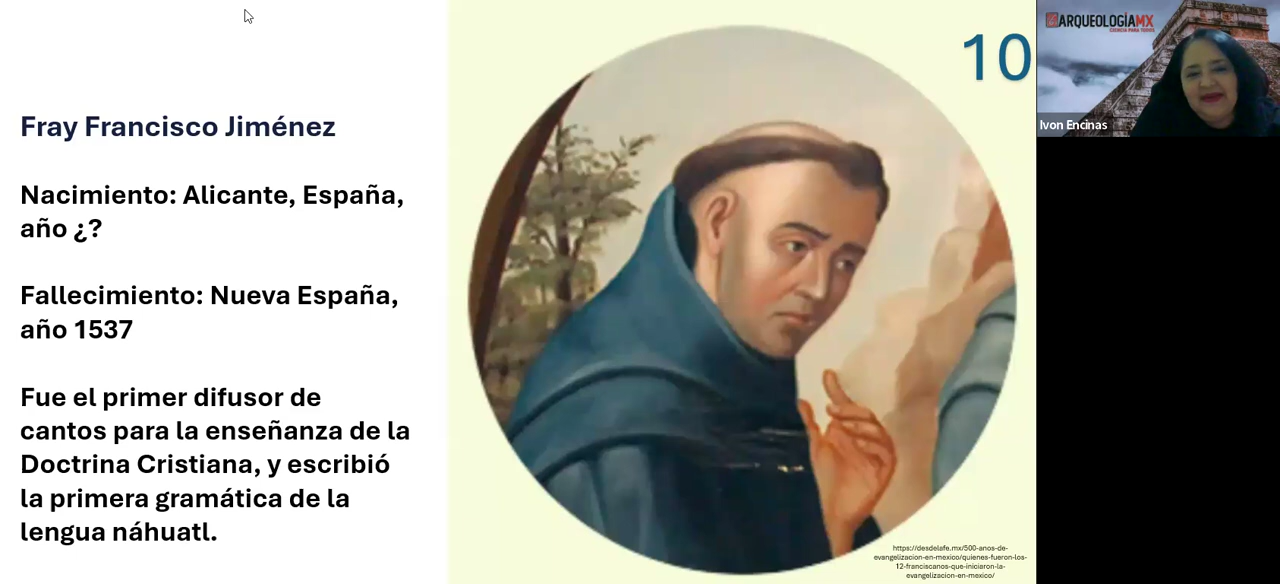 Fray Francisco Jiménez
Nacimiento: Alicante, España,
año ¿?
Fallecimiento: Nueva España,
año 1537
Fue el primer difusor de
cantos para la enseñanza de la
Doctrina Cristiana, y escribió
la primera gramática de la
lengua náhuatl.
10
https://desdelafe.mx/500-anos-de-
evangelizacion-en-mexico/quienes-fueron-los-
12-franciscanos-que-iniciaron-la-
evangelizacion-en-mexico/
ARQUEOLOGÍAMX
CIENCIA PARA TODOS
Ivon Encinas